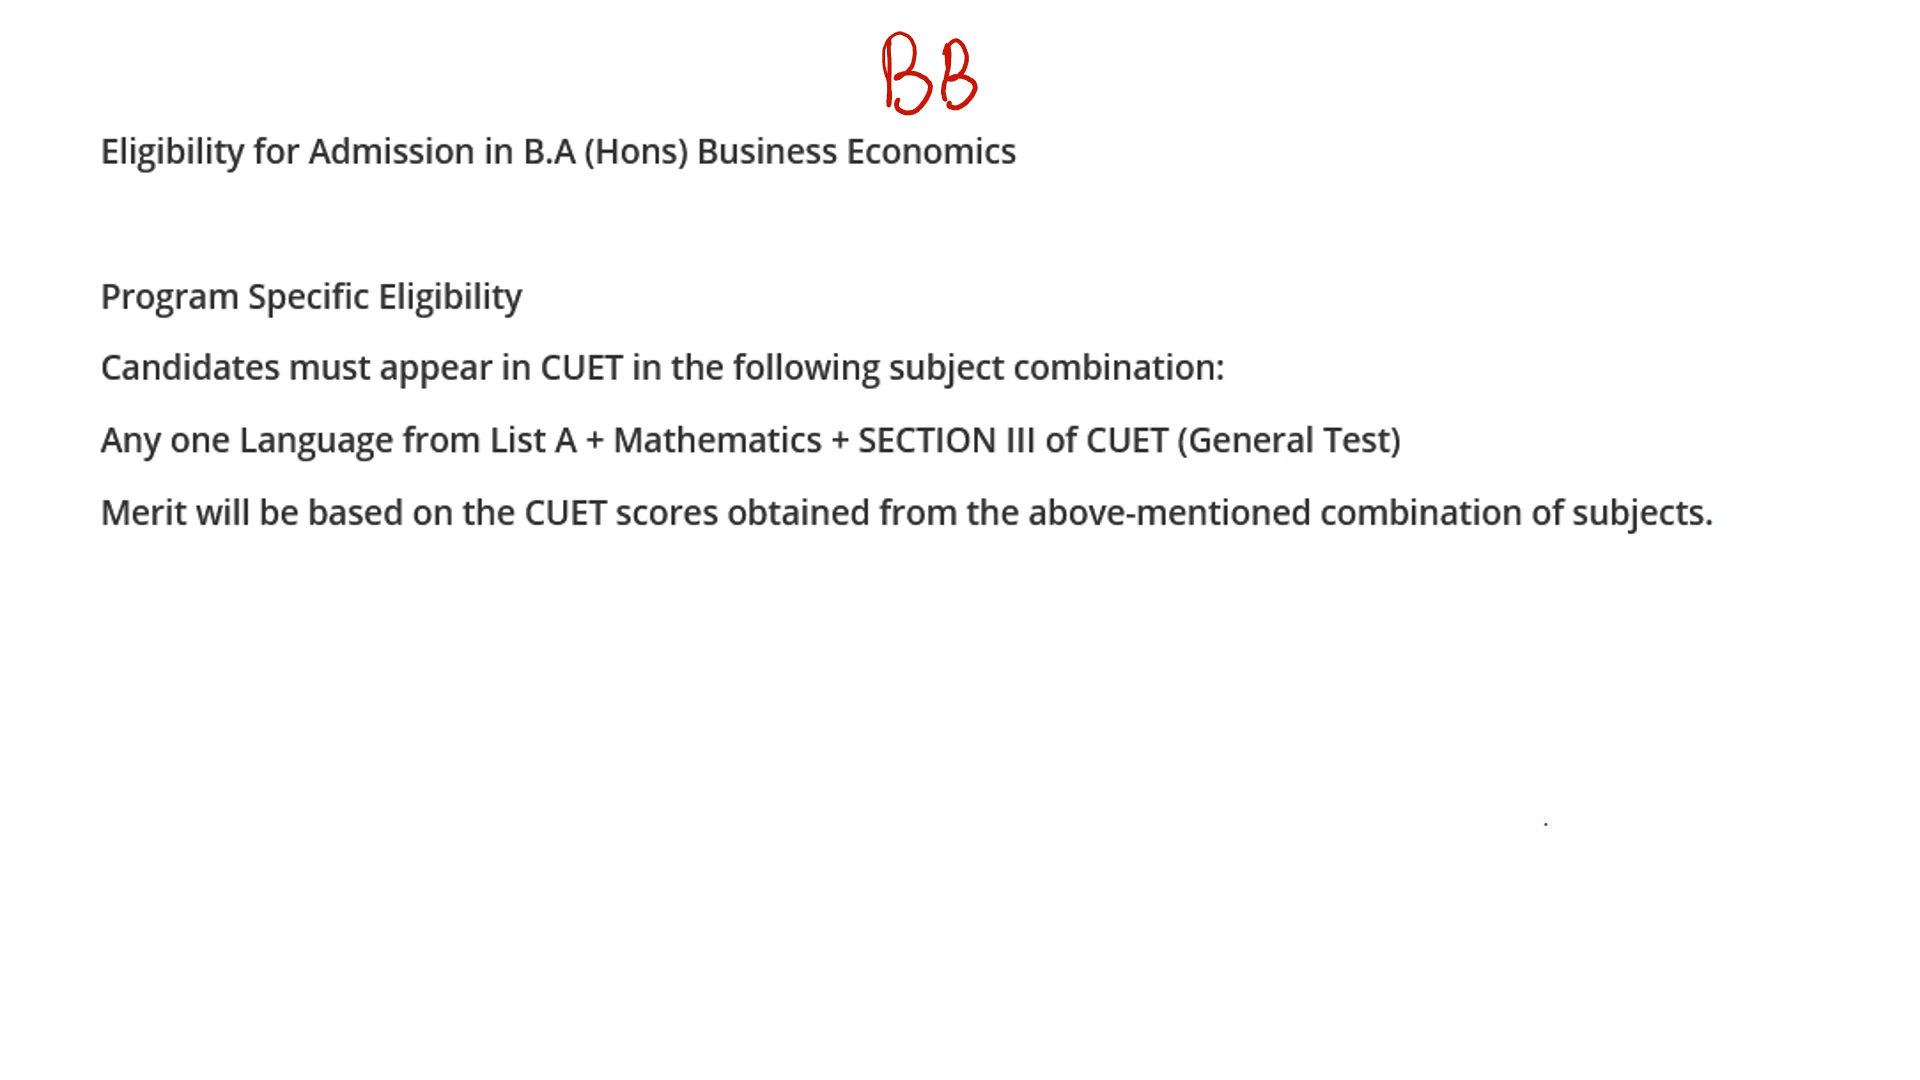 BB
Eligibility for Admission in B.A (Hons) Business Economics
Program Specific Eligibility
Candidates must appear in CUET in the following subject combination:
Any one Language from List A + Mathematics + SECTION III of CUET (General Test)
Merit will be based on the CUET scores obtained from the above-mentioned combination of subjects.